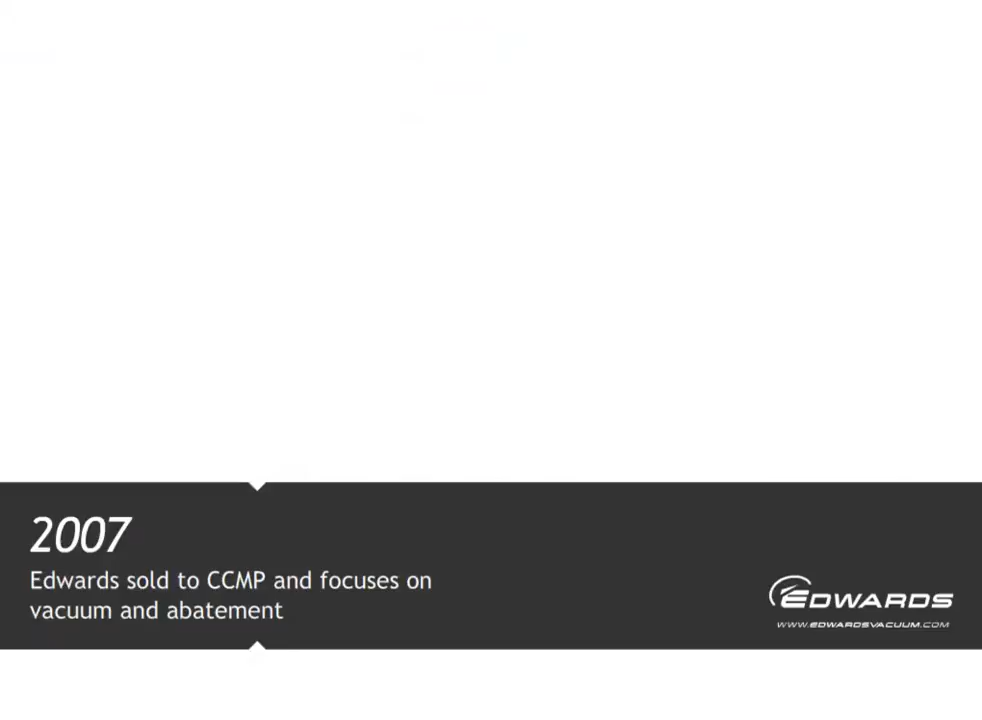 2007
Edwards sold to CCMP and focuses on
vacuum and abatement
EDWARDS
WWW.EDWARDSVACUUM.COM